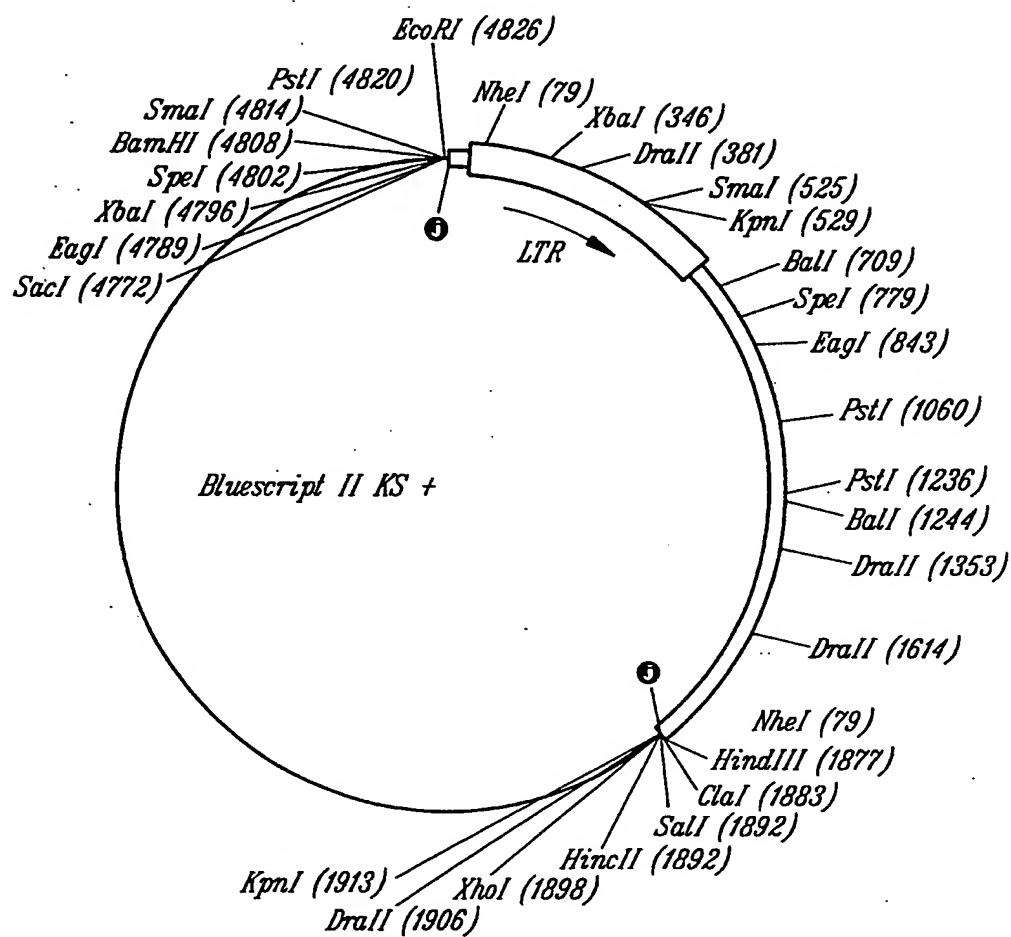 EcoRI (4826)
PstI (4820)
SmaI (4814)
BamHI (4808)
SpeI (4802)
XbaI (4796)
EagI (4789)
SacI (4772)
NheI (79)
XbaI (346)
DraII (381)
SmaI (525)
KpnI (529)
j
LTR
BalI (709)
SpeI (779)
EagI (843)
PstI (1060)
Bluescript II KS +
PstI (1236)
BalI (1244)
DraII (1353)
DraII (1614)
j
NheI (79)
HindIII (1877)
ClaI (1883)
SalI (1892)
HincII (1892)
XhoI (1898)
KpnI (1913)
DraII (1906)